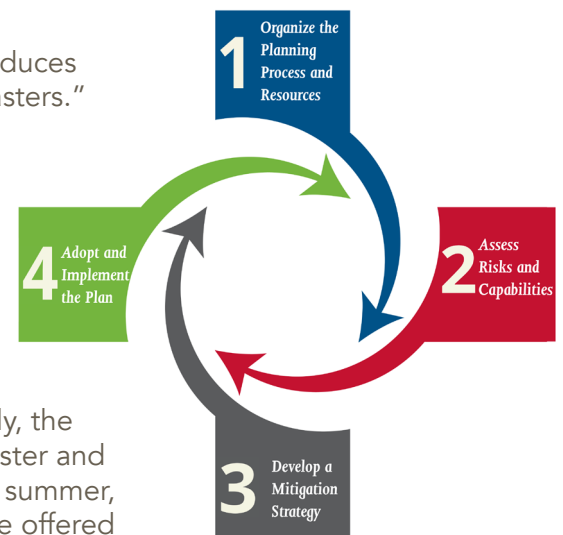 duces
sters.”
1
Organize the
Planning
Process and
Resources
2
Assess
Risks and
Capabilities
4
Adopt and
Implement
the Plan
3
Develop a
Mitigation
Strategy
ly, the
ster and
summer,
e offered